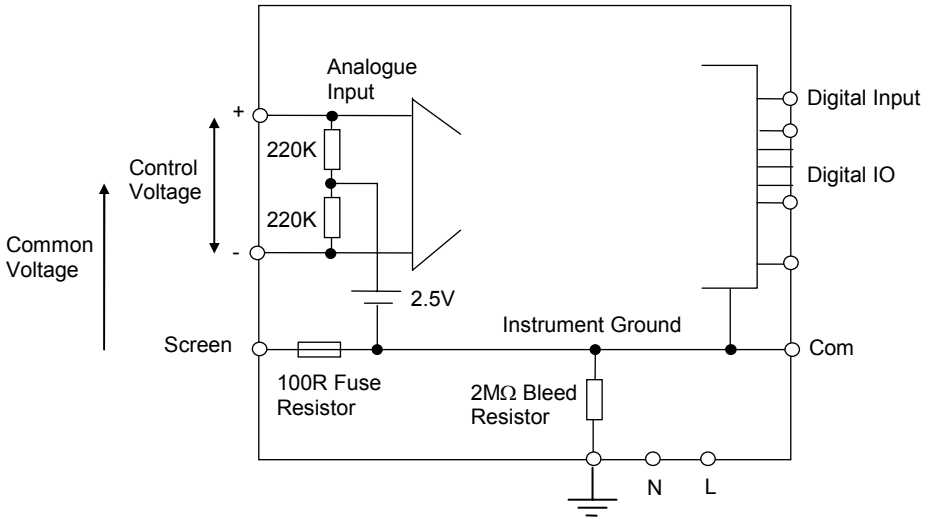 Analogue
Input
+
Digital Input
220K
Control
Voltage
Digital IO
220K
Common
Voltage
-
2.5V
Instrument Ground
Screen
Com
100R Fuse
Resistor
2MΩ Bleed
Resistor
N
L